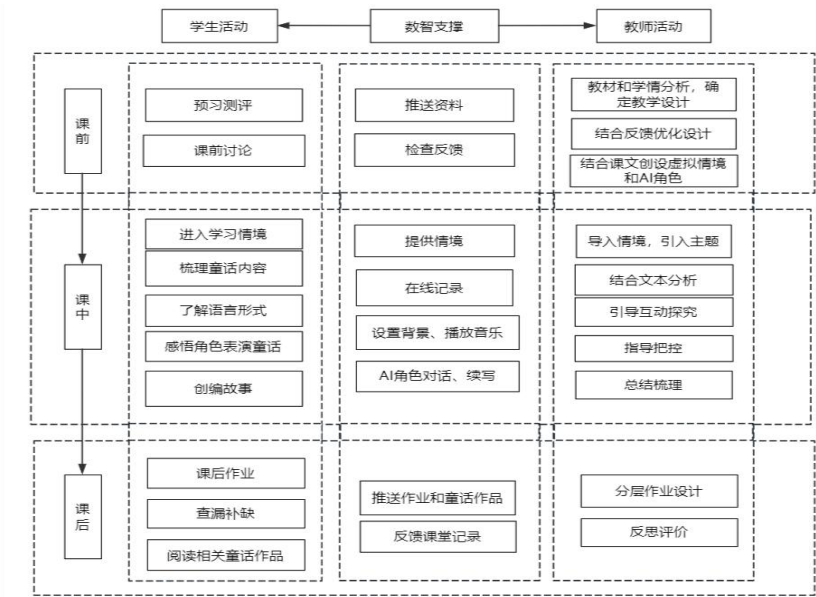 学生活动
数智支撑
教师活动
课
前
预习测评
课前讨论
推送资料
检查反馈
教材和学情分析，确
定教学设计
结合反馈优化设计
结合课文创设虚拟情境
和AI角色
课
中
进入学习情境
梳理童话内容
了解语言形式
感悟角色表演童话
创编故事
提供情境
在线记录
设置背景、播放音乐
AI角色对话、续写
导入情境，引入主题
结合文本分析
引导互动探究
指导把控
总结梳理
课
后
课后作业
查漏补缺
阅读相关童话作品
推送作业和童话作品
反馈课堂记录
分层作业设计
反思评价